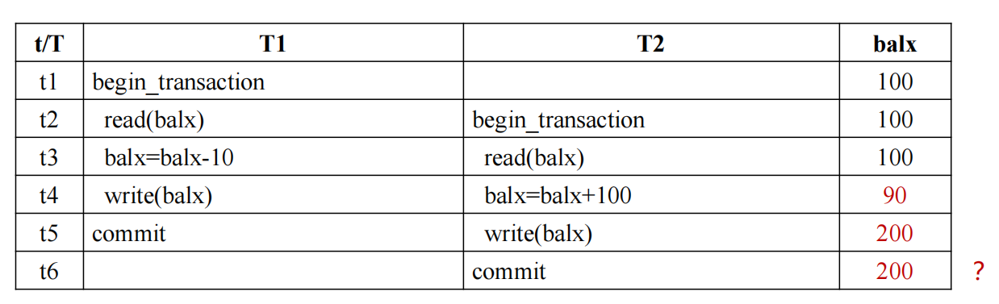 t/T T1 T2 balx
t1 begin_transaction 100
t2 read(balx) begin_transaction 100
t3 balx=balx-10 read(balx) 100
t4 write(balx) balx=balx+100 90
t5 commit write(balx) 200
t6 commit 200 ?